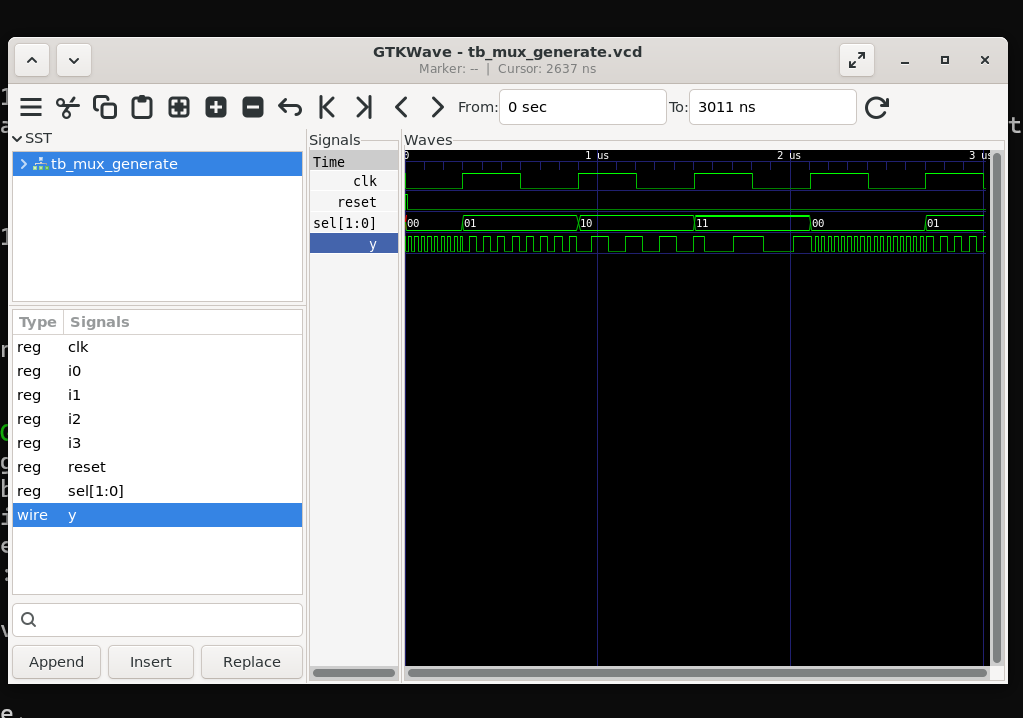 GTKWave - tb_mux_generate.vcd
Marker: -- | Cursor: 2637 ns
From: 0 sec To: 3011 ns
SST
tb_mux_generate
Type Signals
reg clk
reg i0
reg i1
reg i2
reg i3
reg reset
reg sel[1:0]
wire y
Append Insert Replace
Signals
Time
clk
reset
sel[1:0]
y
Waves
0 1 us 2 us 3 us
00 01 10 11 00 01